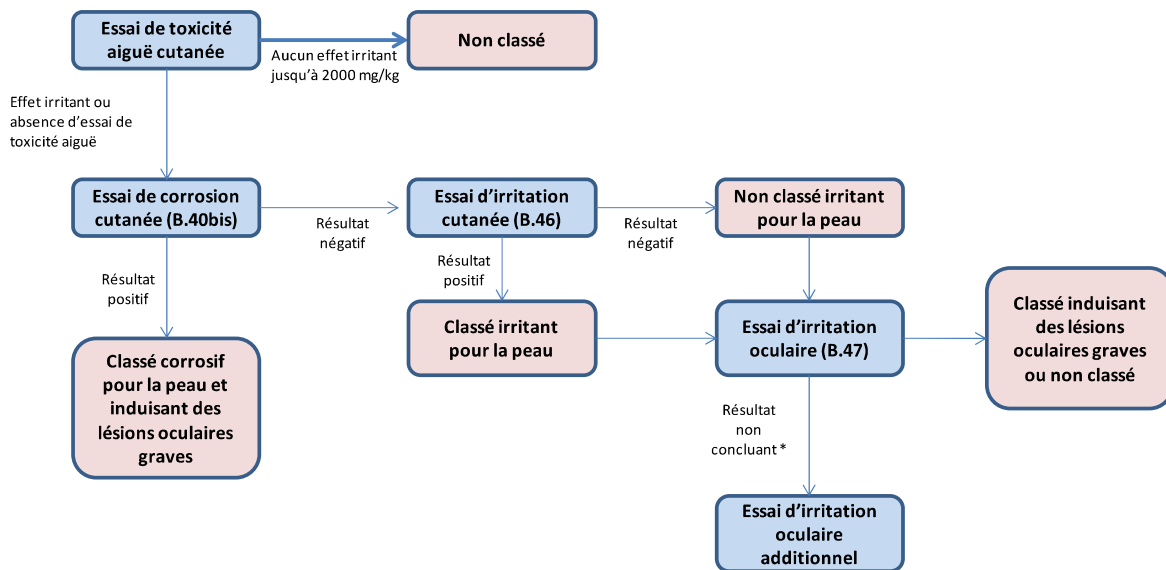 Essai de toxicité
aiguë cutanée
Non classé
Aucun effet irritant
jusqu'à 2000 mg/kg
Effet irritant ou
absence d'essai de
toxicité aiguë
Essai de corrosion
cutanée (B.40bis)
Résultat
négatif
Essai d'irritation
cutanée (B.46)
Résultat
négatif
Non classé irritant
pour la peau
Résultat
positif
Résultat
positif
Classé corrosif
pour la peau et
induisant des
lésions oculaires
graves
Classé irritant
pour la peau
Essai d'irritation
oculaire (B.47)
Classé induisant
des lésions
oculaires graves
ou non classé
Résultat
non
concluant *
Essai d'irritation
oculaire
additionnel